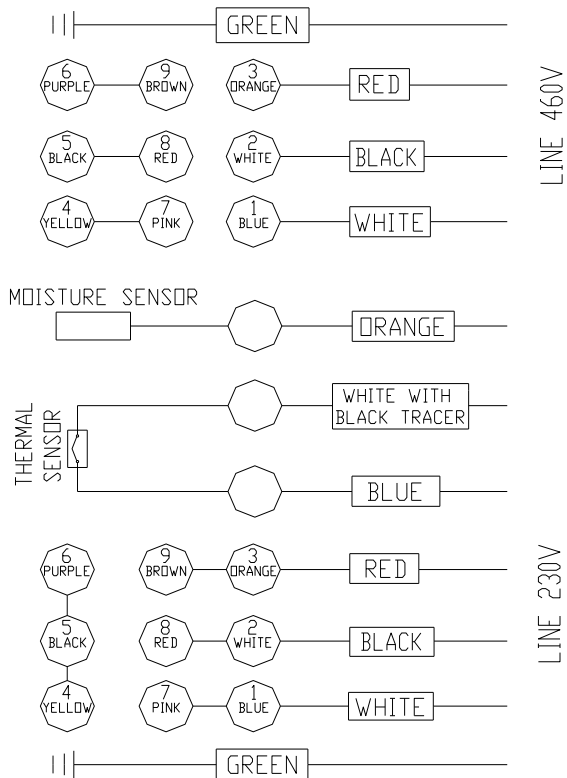 GREEN
6 PURPLE 9 BROWN 3 ORANGE RED
5 BLACK 8 RED 2 WHITE BLACK
4 YELLOW 7 PINK 1 BLUE WHITE
LINE 460V
MOISTURE SENSOR
ORANGE
WHITE WITH
BLACK TRACER
THERMAL
SENSOR
BLUE
6 PURPLE 9 BROWN 3 ORANGE RED
5 BLACK 8 RED 2 WHITE BLACK
4 YELLOW 7 PINK 1 BLUE WHITE
LINE 230V
GREEN